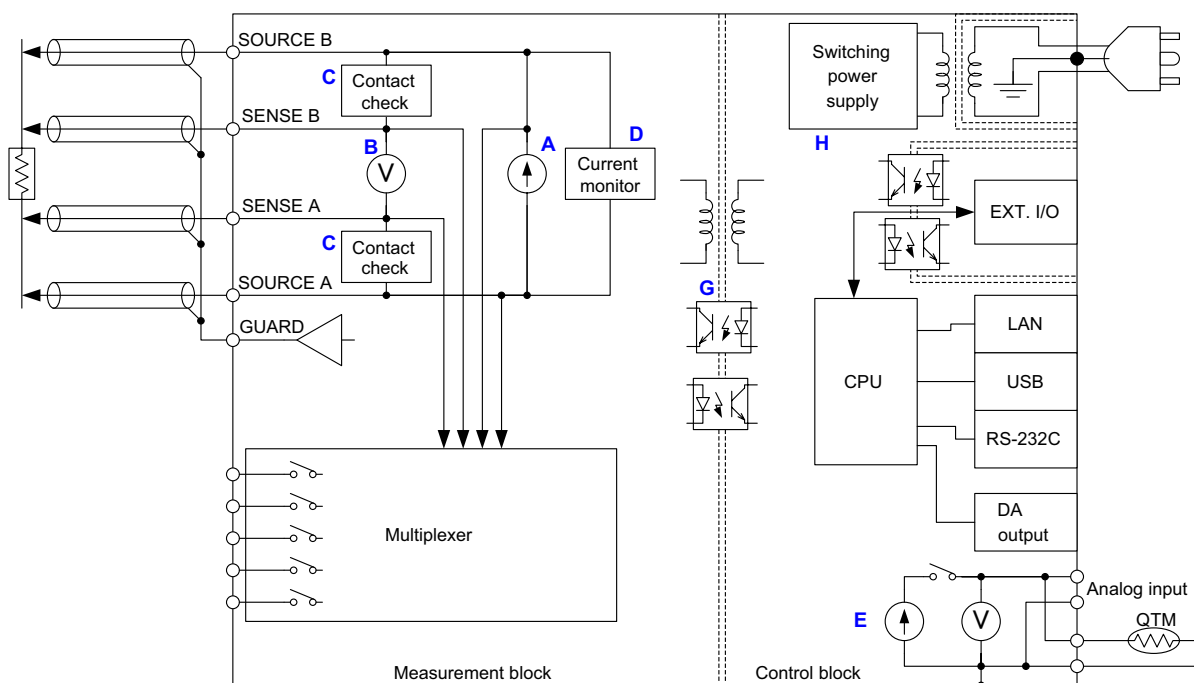 SOURCE B
C
Contact
check
SENSE B
B
V
A
D
Current
monitor
SENSE A
C
Contact
check
SOURCE A
GUARD
Multiplexer
Measurement block
G
Switching
power
supply
H
EXT. I/O
CPU
LAN
USB
RS-232C
DA
output
E
V
Analog input
QTM
Control block